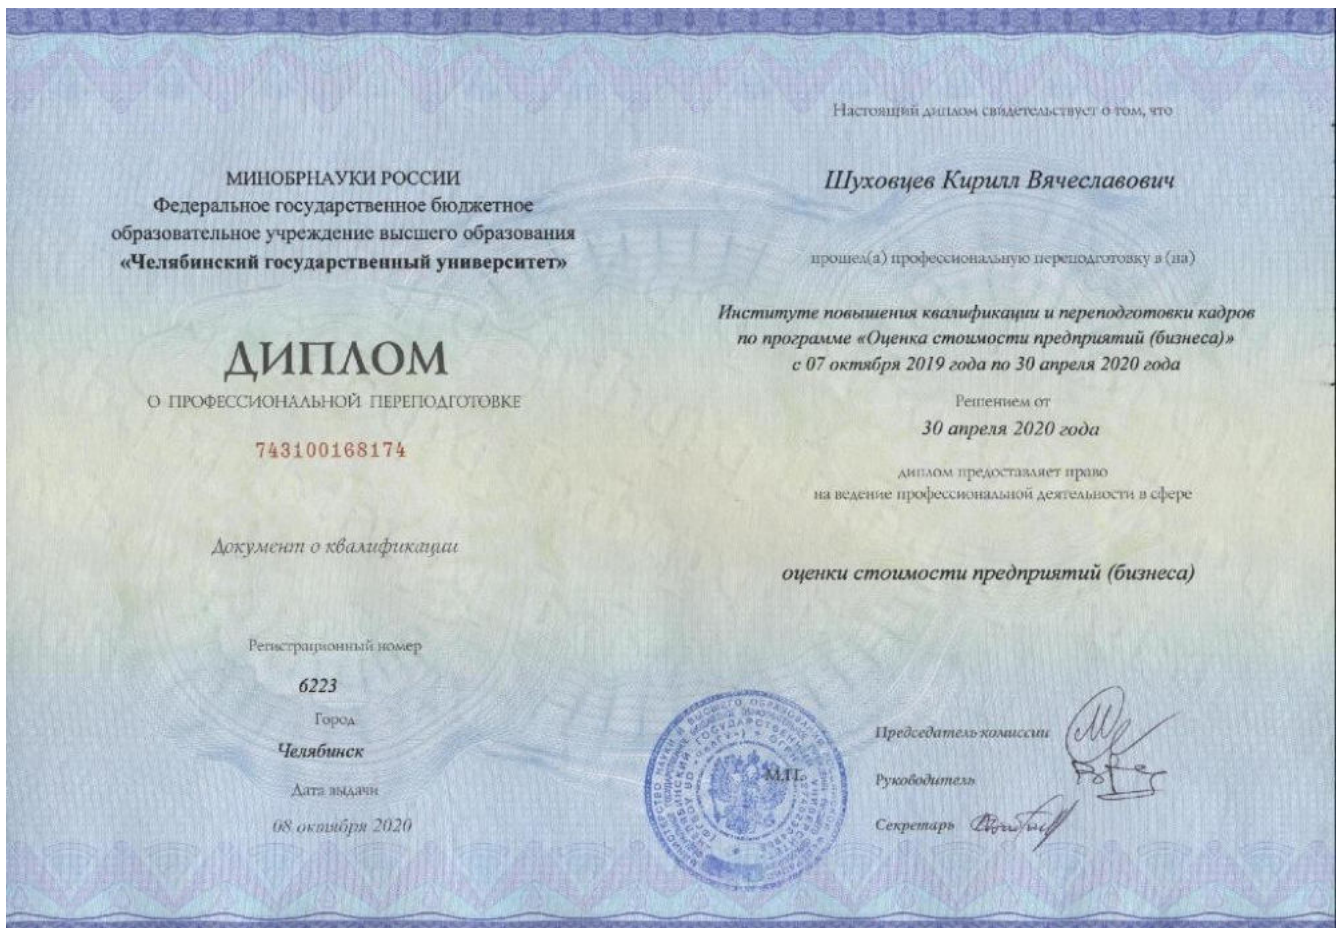 МИНОБРНАУКИ РОССИИ
Федеральное государственное бюджетное
образовательное учреждение высшего образования
«Челябинский государственный университет»
ДИПЛОМ
О ПРОФЕССИОНАЛЬНОЙ ПЕРЕПОДГОТОВКЕ
743100168174
Документ о квалификации
Регистрационный номер
6223
Город
Челябинск
Дата выдачи
08 октября 2020
Настоящий диплом свидетельствует о том, что
Шуховцев Кирилл Вячеславович
прошел(а) профессиональную переподготовку в (на)
Институте повышения квалификации и переподготовки кадров
по программе «Оценка стоимости предприятий (бизнеса)»
с 07 октября 2019 года по 30 апреля 2020 года
Решением от
30 апреля 2020 года
диплом предоставляет право
на ведение профессиональной деятельности в сфере
оценки стоимости предприятий (бизнеса)
Председатель комиссии
М.П.
Руководитель
Секретарь